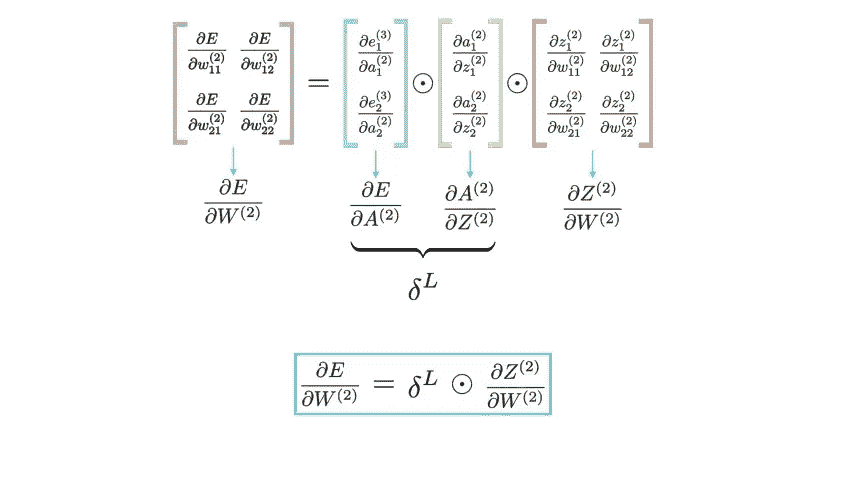 $\begin{bmatrix} \frac{\partial E}{\partial w_{11}^{(2)}} & \frac{\partial E}{\partial w_{12}^{(2)}} \\ \frac{\partial E}{\partial w_{21}^{(2)}} & \frac{\partial E}{\partial w_{22}^{(2)}} \end{bmatrix} = \begin{bmatrix} \frac{\partial e_1^{(3)}}{\partial a_1^{(2)}} \\ \frac{\partial e_2^{(3)}}{\partial a_2^{(2)}} \end{bmatrix} \odot \begin{bmatrix} \frac{\partial a_1^{(2)}}{\partial z_1^{(2)}} \\ \frac{\partial a_2^{(2)}}{\partial z_2^{(2)}} \end{bmatrix} \odot \begin{bmatrix} \frac{\partial z_1^{(2)}}{\partial w_{11}^{(2)}} & \frac{\partial z_1^{(2)}}{\partial w_{12}^{(2)}} \\ \frac{\partial z_2^{(2)}}{\partial w_{21}^{(2)}} & \frac{\partial z_2^{(2)}}{\partial w_{22}^{(2)}} \end{bmatrix}$
$\frac{\partial E}{\partial W^{(2)}}$ $\frac{\partial E}{\partial A^{(2)}}$ $\frac{\partial A^{(2)}}{\partial Z^{(2)}}$ $\frac{\partial Z^{(2)}}{\partial W^{(2)}}$
$\delta^L$
$\frac{\partial E}{\partial W^{(2)}} = \delta^L \odot \frac{\partial Z^{(2)}}{\partial W^{(2)}}$